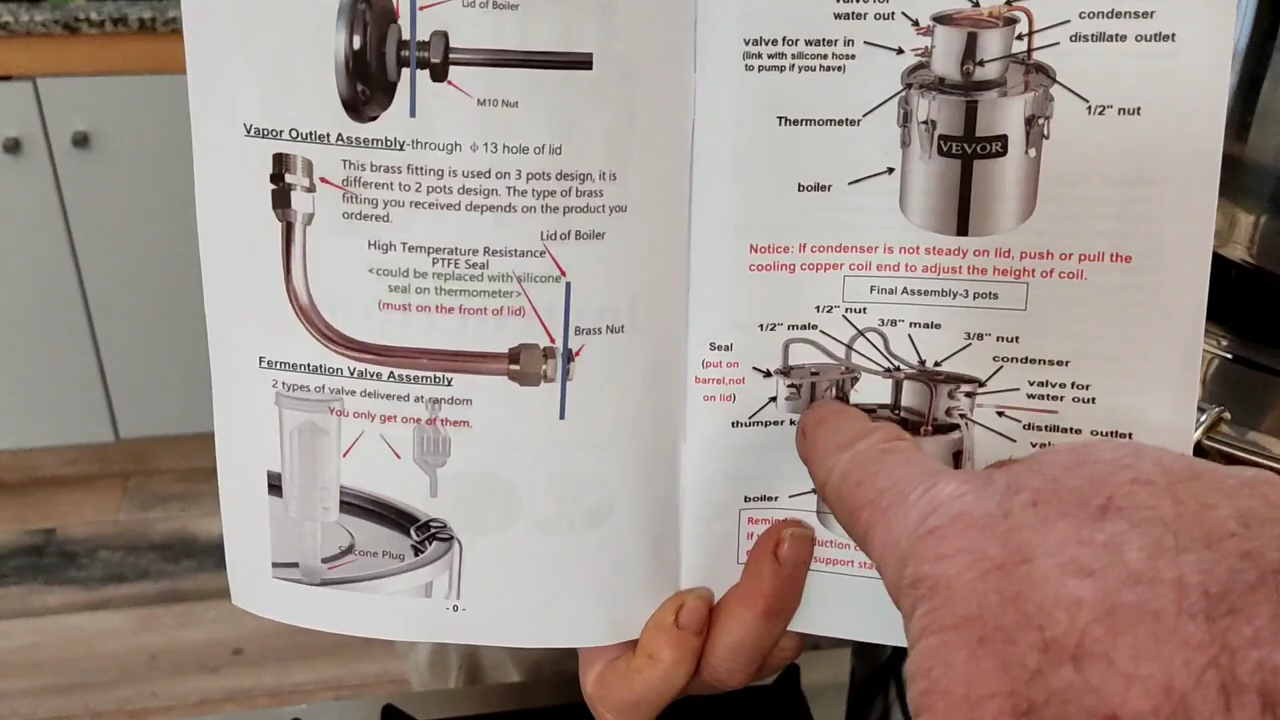 Lid of Boiler
M10 Nut
Vapor Outlet Assembly-through ϕ 13 hole of lid
This brass fitting is used on 3 pots design, it is
different to 2 pots design. The type of brass
fitting you received depends on the product you
ordered.
Lid of Boiler
High Temperature Resistance
PTFE Seal
<could be replaced with silicone
seal on thermometer>
(must on the front of lid)
Brass Nut
Fermentation Valve Assembly
2 types of valve delivered at random
You only get one of them.
Silicone Plug
- 0 -
valve for
water out
condenser
distillate outlet
valve for water in
(link with silicone hose
to pump if you have)
1/2" nut
Thermometer
VEVOR
boiler
Notice: If condenser is not steady on lid, push or pull the
cooling copper coil end to adjust the height of coil.
Final Assembly-3 pots
1/2" nut
1/2" male
3/8" male
3/8" nut
Seal
(put on
barrel,not
on lid)
condenser
valve for
water out
thumper
distillate outlet
boiler
If
support